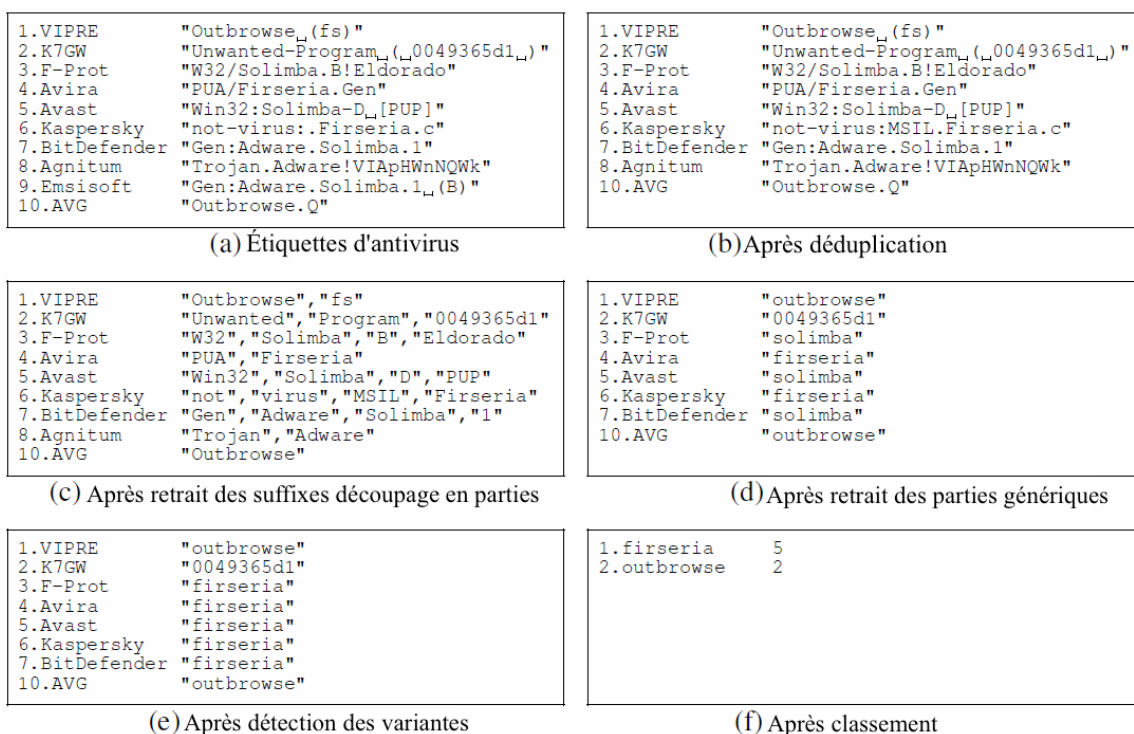 1.VIPRE "Outbrowse␣(fs)"
2.K7GW "Unwanted-Program␣(␣0049365d1␣)"
3.F-Prot "W32/Solimba.B!Eldorado"
4.Avira "PUA/Firseria.Gen"
5.Avast "Win32:Solimba-D␣[PUP]"
6.Kaspersky "not-virus:.Firseria.c"
7.BitDefender "Gen:Adware.Solimba.1"
8.Agnitum "Trojan.Adware!VIApHWnNQWk"
9.Emsisoft "Gen:Adware.Solimba.1␣(B)"
10.AVG "Outbrowse.Q"
(a) Étiquettes d'antivirus
1.VIPRE "Outbrowse␣(fs)"
2.K7GW "Unwanted-Program␣(␣0049365d1␣)"
3.F-Prot "W32/Solimba.B!Eldorado"
4.Avira "PUA/Firseria.Gen"
5.Avast "Win32:Solimba-D␣[PUP]"
6.Kaspersky "not-virus:MSIL.Firseria.c"
7.BitDefender "Gen:Adware.Solimba.1"
8.Agnitum "Trojan.Adware!VIApHWnNQWk"
10.AVG "Outbrowse.Q"
(b) Après déduplication
1.VIPRE "Outbrowse","fs"
2.K7GW "Unwanted","Program","0049365d1"
3.F-Prot "W32","Solimba","B","Eldorado"
4.Avira "PUA","Firseria"
5.Avast "Win32","Solimba","D","PUP"
6.Kaspersky "not","virus","MSIL","Firseria"
7.BitDefender "Gen","Adware","Solimba","1"
8.Agnitum "Trojan","Adware"
10.AVG "Outbrowse"
(c) Après retrait des suffixes découpage en parties
1.VIPRE "outbrowse"
2.K7GW "0049365d1"
3.F-Prot "solimba"
4.Avira "firseria"
5.Avast "solimba"
6.Kaspersky "firseria"
7.BitDefender "solimba"
10.AVG "outbrowse"
(d) Après retrait des parties génériques
1.VIPRE "outbrowse"
2.K7GW "0049365d1"
3.F-Prot "firseria"
4.Avira "firseria"
5.Avast "firseria"
6.Kaspersky "firseria"
7.BitDefender "firseria"
10.AVG "outbrowse"
(e) Après détection des variantes
1.firseria 5
2.outbrowse 2
(f) Après classement